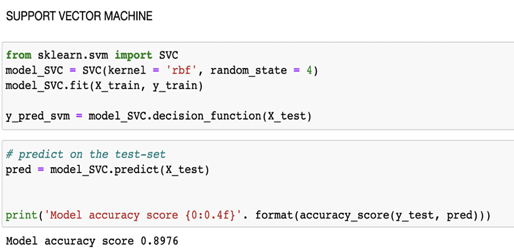 SUPPORT VECTOR MACHINE
from sklearn.svm import SVC
model_SVC = SVC(kernel = 'rbf', random_state = 4)
model_SVC.fit(X_train, y_train)
y_pred_svm = model_SVC.decision_function(X_test)
# predict on the test-set
pred = model_SVC.predict(X_test)
print('Model accuracy score {0:0.4f}'. format(accuracy_score(y_test, pred)))
Model accuracy score 0.8976